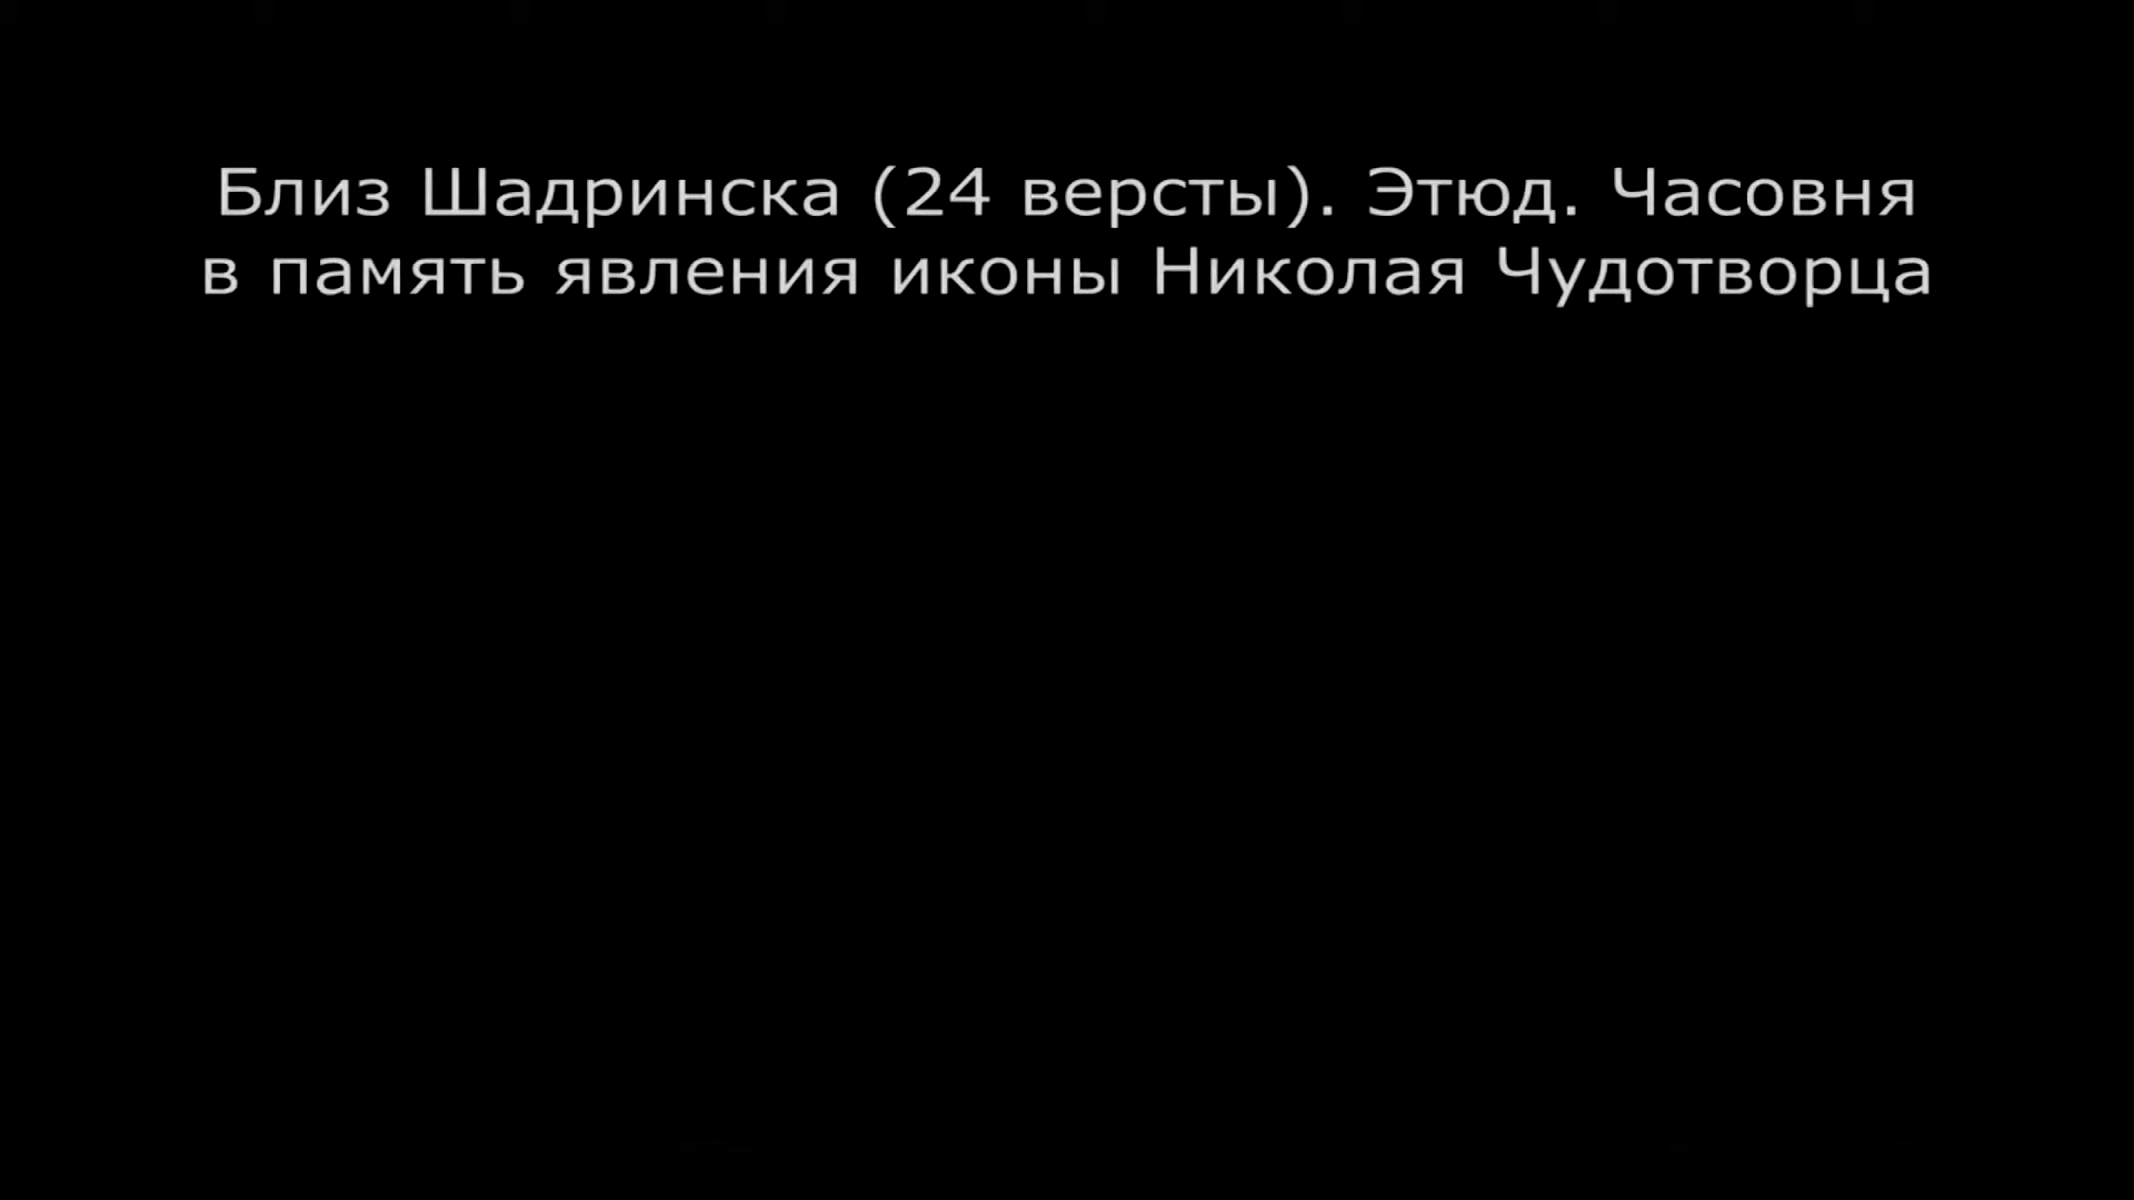 Близ Шадринска (24 версты). Этюд. Часовня
в память явления иконы Николая Чудотворца